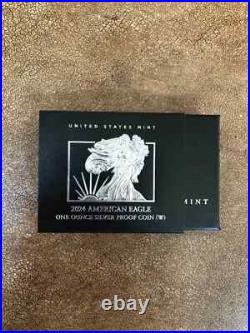 UNITED STATES MINT
2024 AMERICAN EAGLE
ONE OUNCE SILVER PROOF COIN (W)
MINT